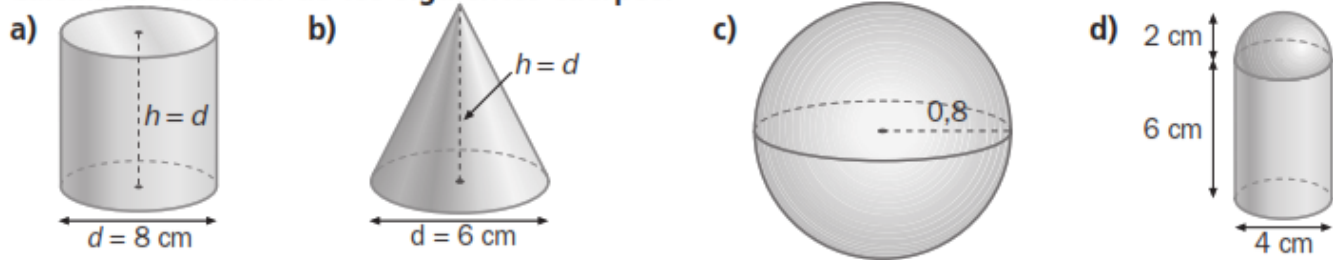 a)
h = d
d = 8 cm
b)
h = d
d = 6 cm
c)
0,8
d)
2 cm
6 cm
4 cm